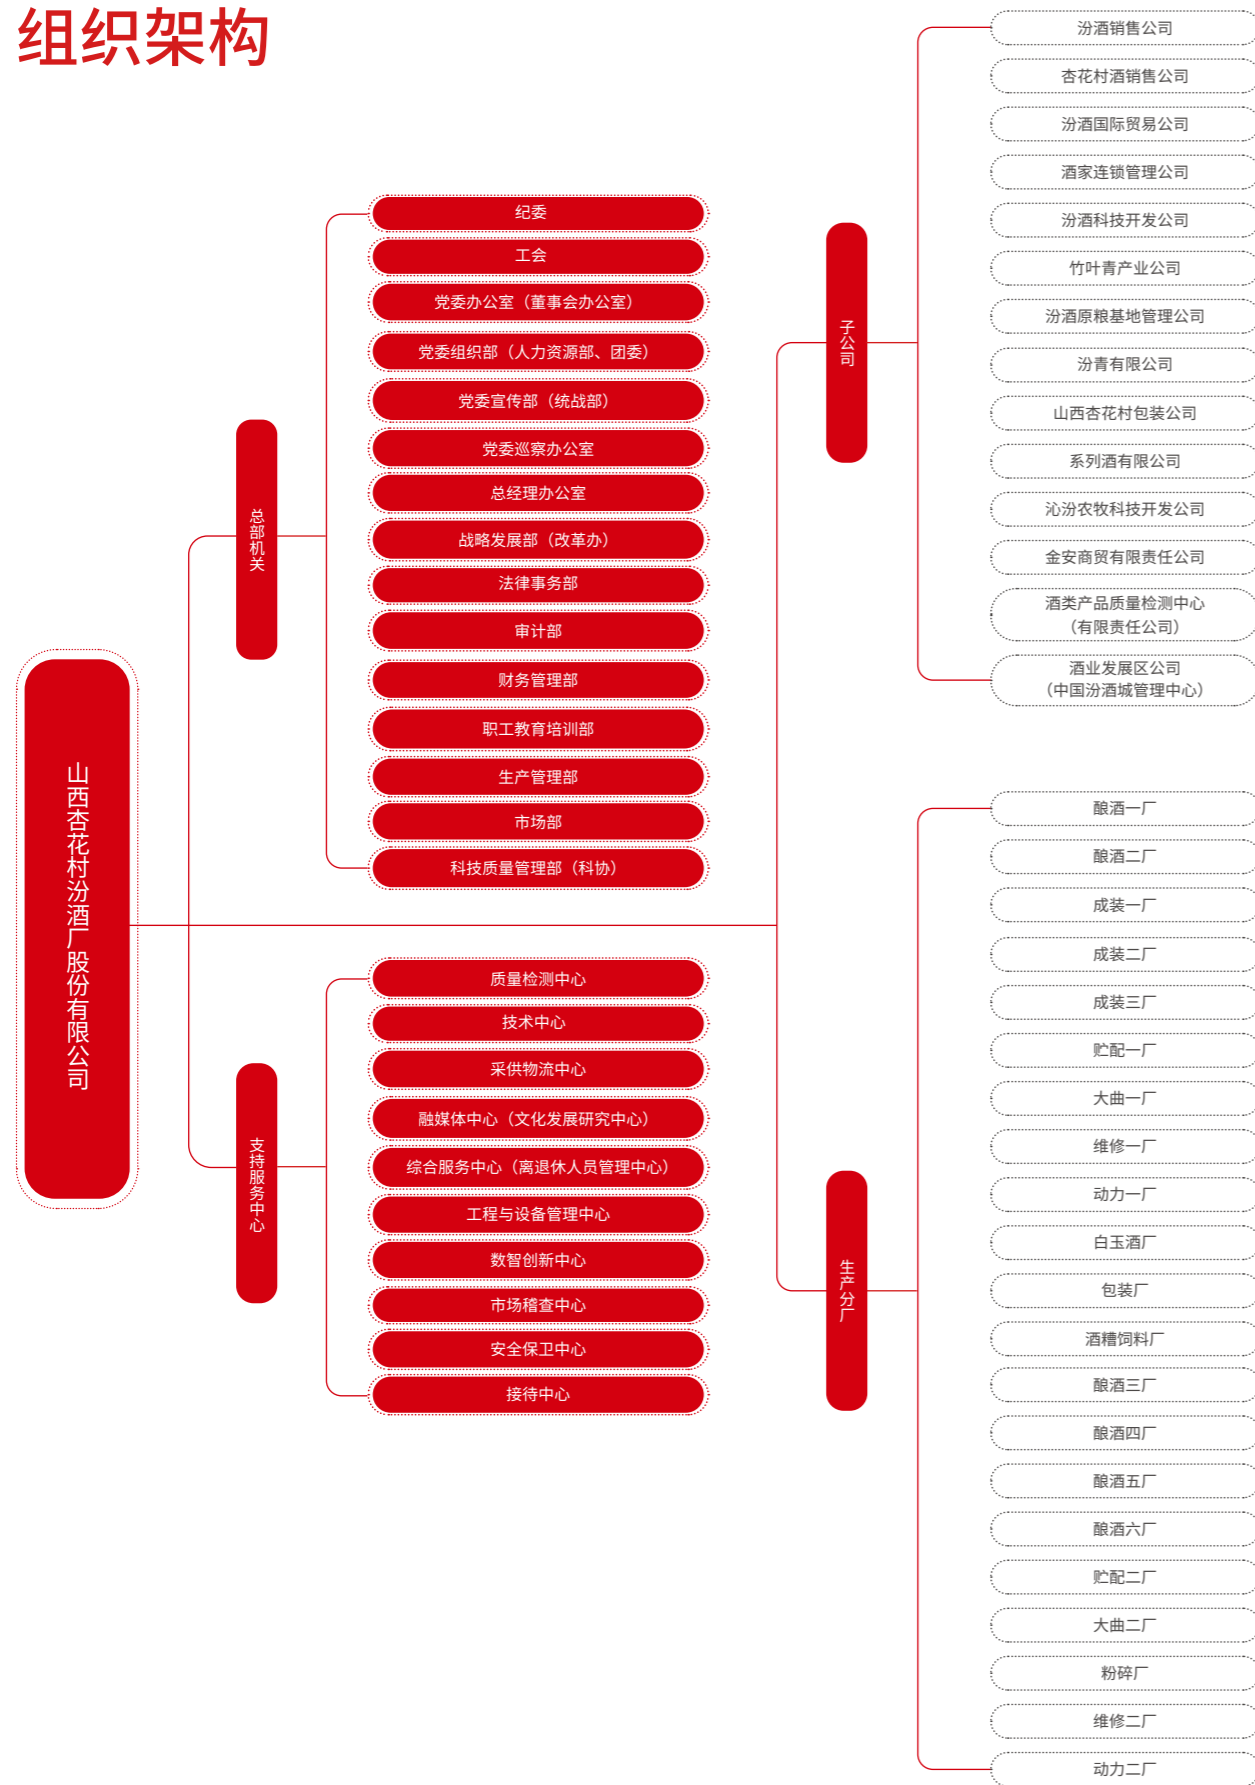 组织架构
山西杏花村汾酒厂股份有限公司
总部机关
纪委
工会
党委办公室（董事会办公室）
党委组织部（人力资源部、团委）
党委宣传部（统战部）
党委巡察办公室
总经理办公室
战略发展部（改革办）
法律事务部
审计部
财务管理部
职工教育培训部
生产管理部
市场部
科技质量管理部（科协）
支持服务中心
质量检测中心
技术中心
采供物流中心
融媒体中心（文化发展研究中心）
综合服务中心（离退休人员管理中心）
工程与设备管理中心
数智创新中心
市场稽查中心
安全保卫中心
接待中心
子公司
汾酒销售公司
杏花村酒销售公司
汾酒国际贸易公司
酒家连锁管理公司
汾酒科技开发公司
竹叶青产业公司
汾酒原粮基地管理公司
汾青有限公司
山西杏花村包装公司
系列酒有限公司
沁汾农牧科技开发公司
金安商贸有限责任公司
酒类产品质量检测中心
（有限责任公司）
酒业发展区公司
（中国汾酒城管理中心）
生产分厂
酿酒一厂
酿酒二厂
成装一厂
成装二厂
成装三厂
贮配一厂
大曲一厂
维修一厂
动力一厂
白玉酒厂
包装厂
酒糟饲料厂
酿酒三厂
酿酒四厂
酿酒五厂
酿酒六厂
贮配二厂
大曲二厂
粉碎厂
维修二厂
动力二厂